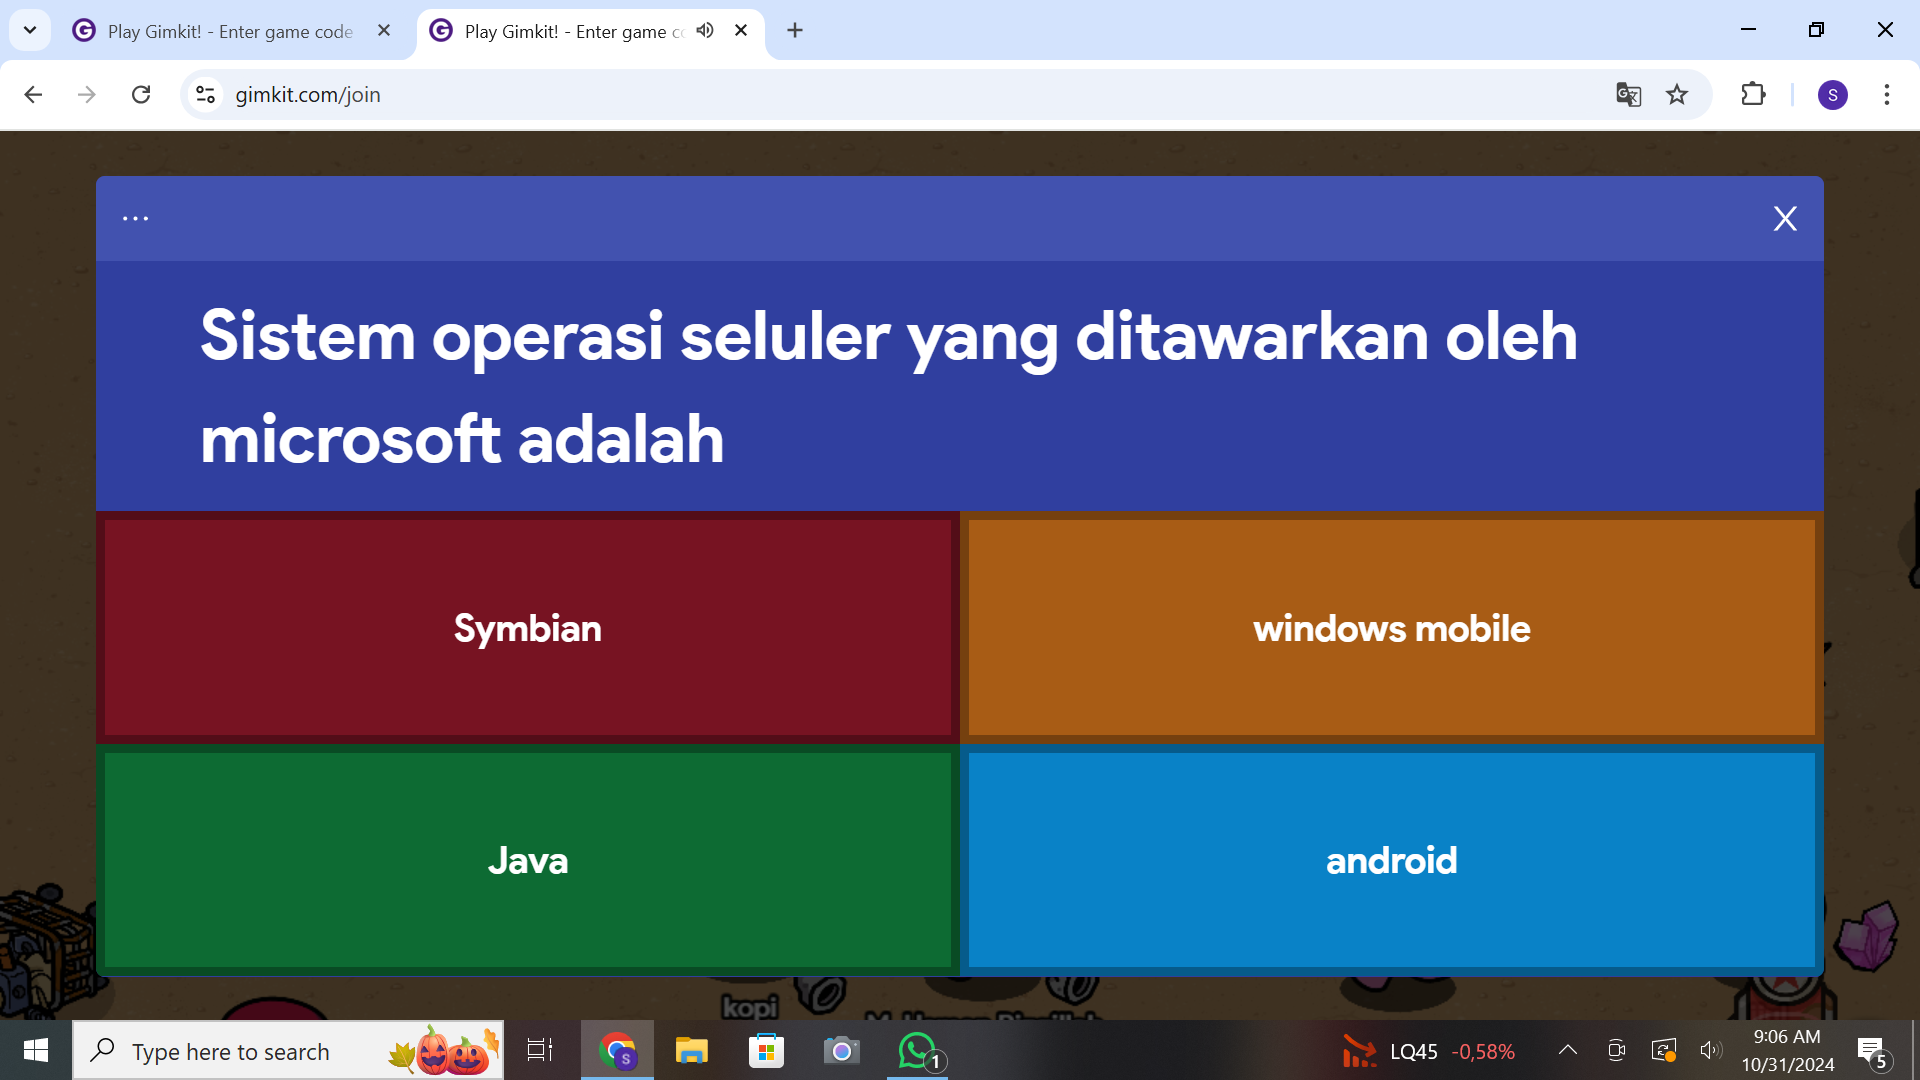 Play Gimkit! - Enter game code
Play Gimkit! - Enter game cc
gimkit.com/join
S
...
X
Sistem operasi seluler yang ditawarkan oleh
microsoft adalah
Symbian
windows mobile
Java
android
kopi
Type here to search
S
1
LQ45 -0,58%
9:06 AM
10/31/2024
5